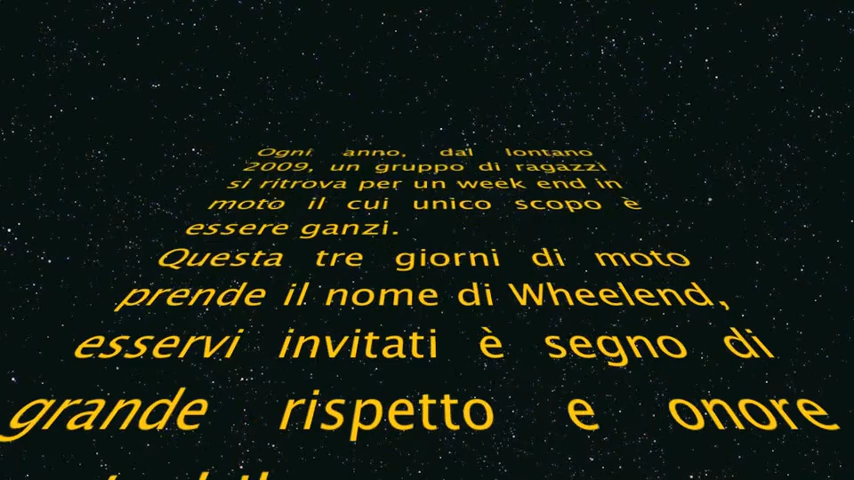 Ogni anno, dal lontano
2009, un gruppo di ragazzi
si ritrova per un week end in
moto il cui unico scopo è
essere ganzi.
Questa tre giorni di moto
prende il nome di Wheelend,
esservi invitati è segno di
grande rispetto e onore